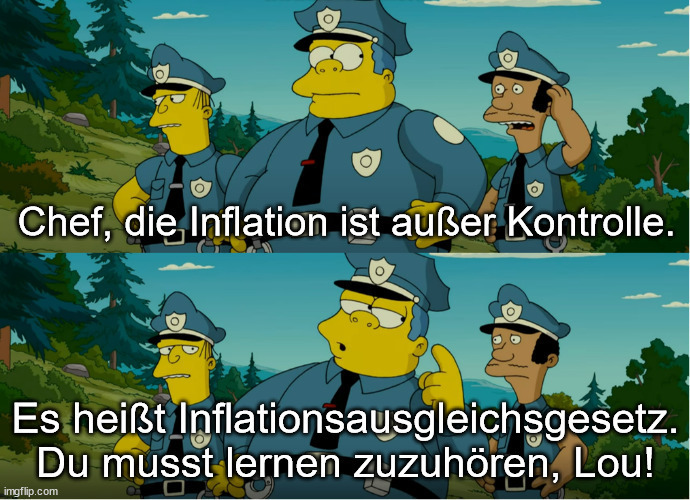 Chef, die Inflation ist außer Kontrolle.
Es heißt Inflationsausgleichsgesetz.
Du musst lernen zuzuhören, Lou!
imgflip.com